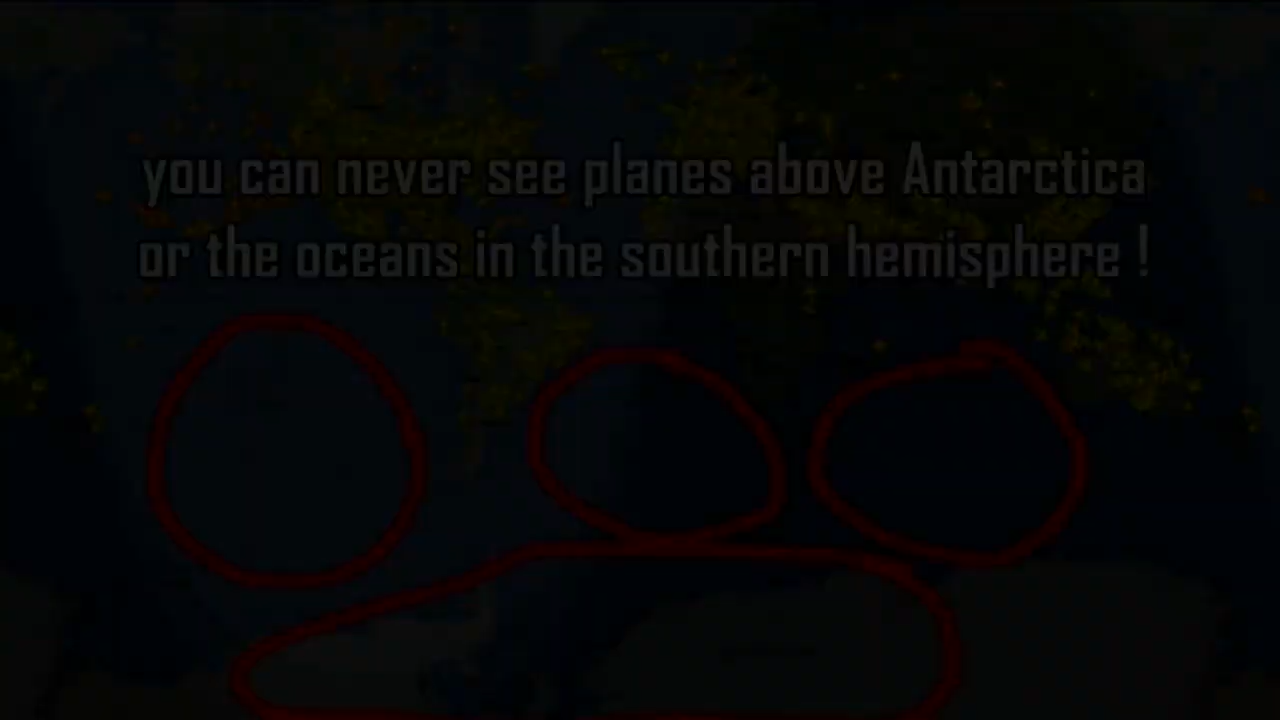 you can never see planes above Antarctica
or the oceans in the southern hemisphere !